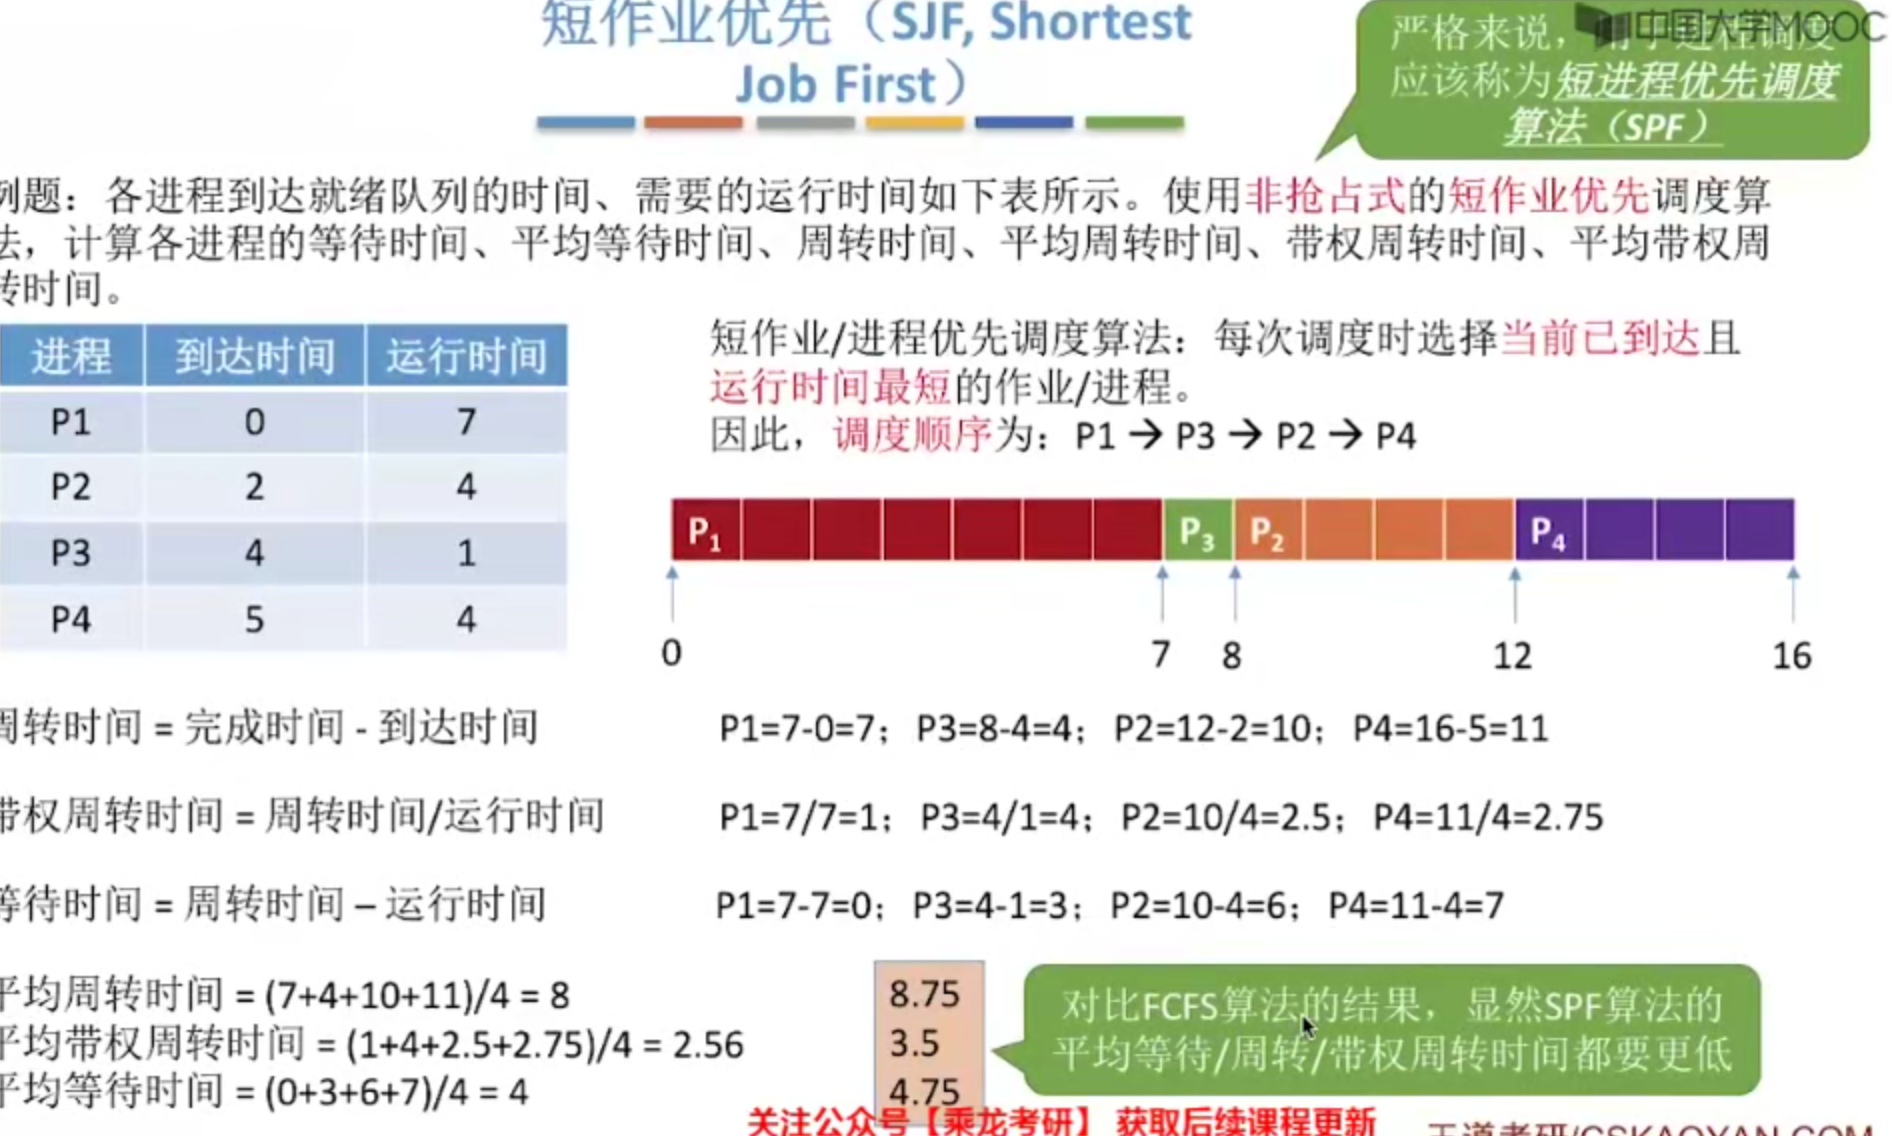 短作业优先（SJF, Shortest
Job First）
中国大学MOOC
严格来说，用于进程调度
应该称为短进程优先调度
算法（SPF）
例题：各进程到达就绪队列的时间、需要的运行时间如下表所示。使用非抢占式的短作业优先调度算
法，计算各进程的等待时间、平均等待时间、周转时间、平均周转时间、带权周转时间、平均带权周
转时间。
进程 到达时间 运行时间
P1 0 7
P2 2 4
P3 4 1
P4 5 4
短作业/进程优先调度算法：每次调度时选择当前已到达且
运行时间最短的作业/进程。
因此，调度顺序为：P1 → P3 → P2 → P4
P1 P3 P2 P4
0 7 8 12 16
周转时间 = 完成时间 - 到达时间
P1=7-0=7；P3=8-4=4；P2=12-2=10；P4=16-5=11
带权周转时间 = 周转时间/运行时间
P1=7/7=1；P3=4/1=4；P2=10/4=2.5；P4=11/4=2.75
等待时间 = 周转时间 – 运行时间
P1=7-7=0；P3=4-1=3；P2=10-4=6；P4=11-4=7
平均周转时间 = (7+4+10+11)/4 = 8
平均带权周转时间 = (1+4+2.5+2.75)/4 = 2.56
平均等待时间 = (0+3+6+7)/4 = 4
8.75
3.5
4.75
对比FCFS算法的结果，显然SPF算法的
平均等待/周转/带权周转时间都要更低
关注公众号【乘龙考研】 获取后续课程更新
王道考研/CSKAOYAN.COM